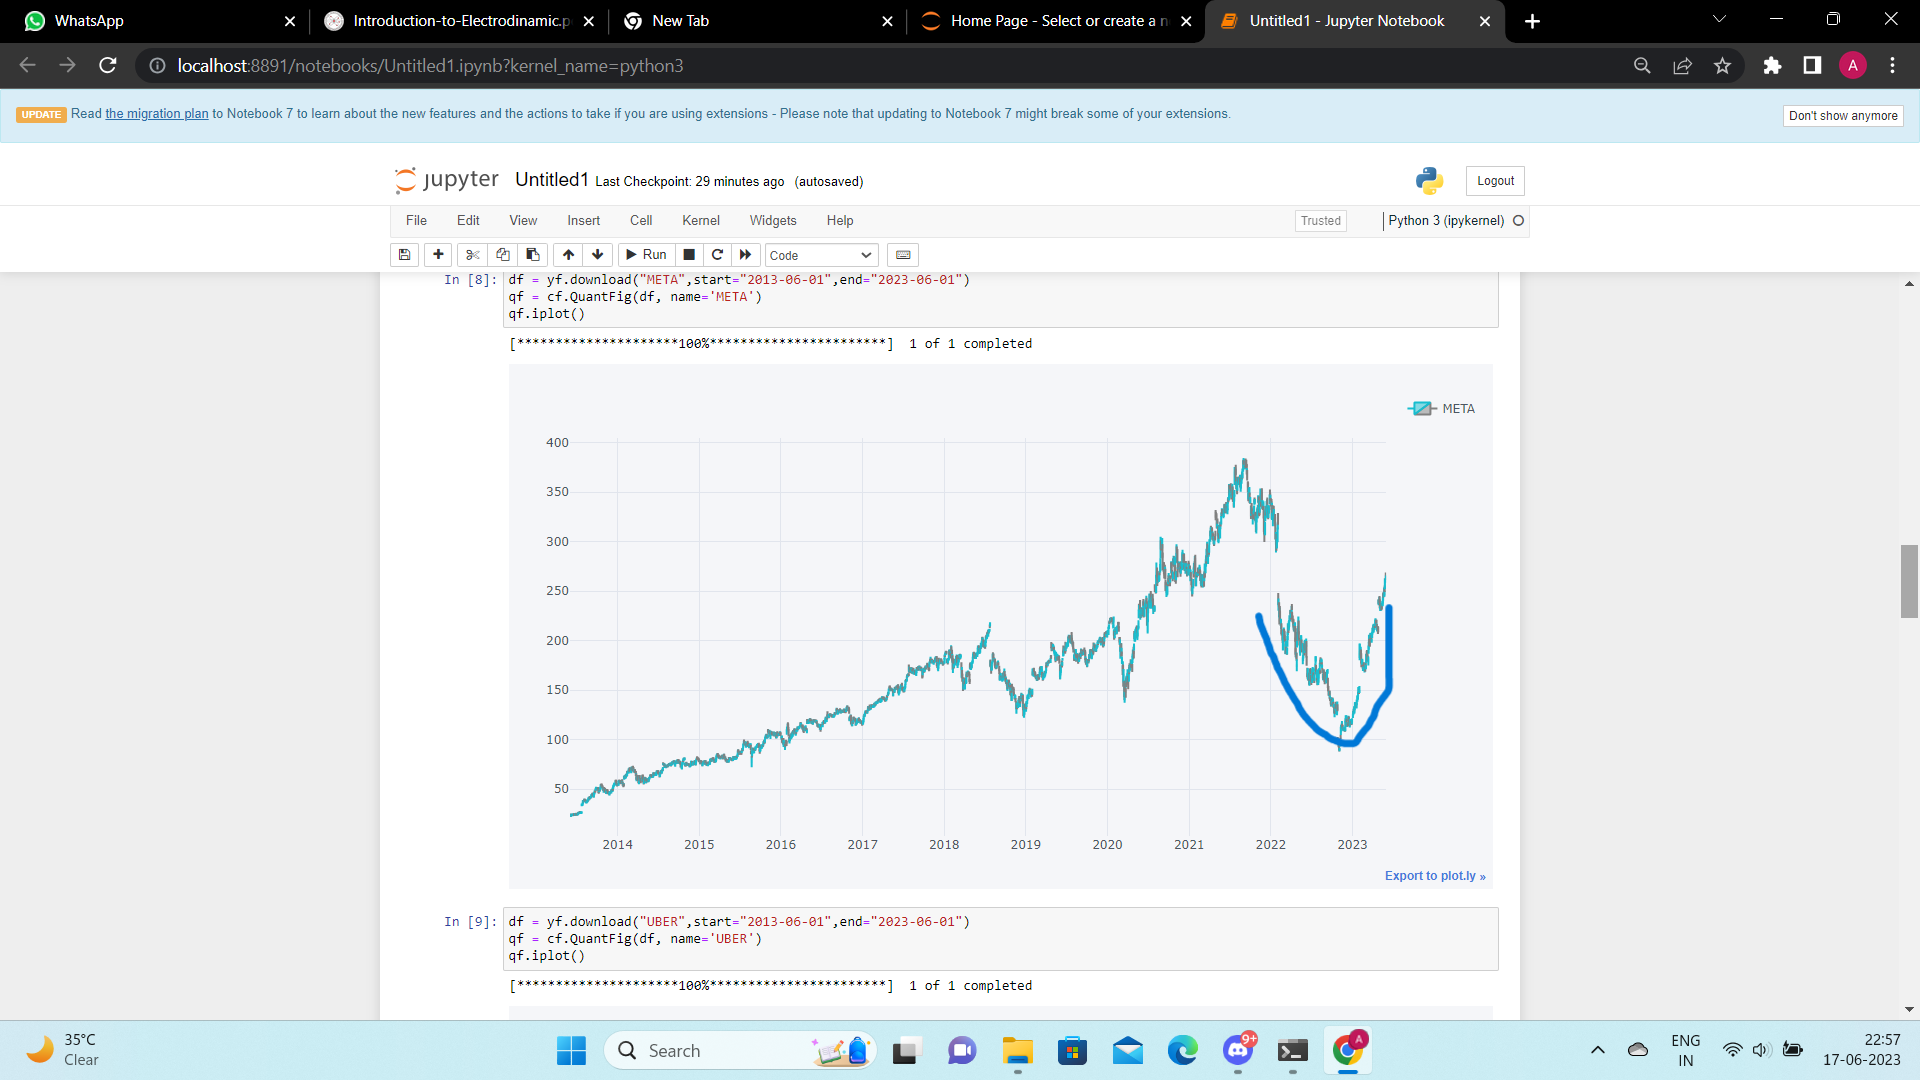 WhatsApp
Introduction-to-Electrodinamic.p
New Tab
Home Page - Select or create a n
Untitled1 - Jupyter Notebook
localhost:8891/notebooks/Untitled1.ipynb?kernel_name=python3
A
UPDATE Read the migration plan to Notebook 7 to learn about the new features and the actions to take if you are using extensions - Please note that updating to Notebook 7 might break some of your extensions.
Don't show anymore
jupyter Untitled1 Last Checkpoint: 29 minutes ago (autosaved)
Logout
File Edit View Insert Cell Kernel Widgets Help
Trusted
Python 3 (ipykernel)
Run
Code
In [8]: df = yf.download("META",start="2013-06-01",end="2023-06-01")
qf = cf.QuantFig(df, name='META')
qf.iplot()
[*********************100%***********************] 1 of 1 completed
META
400
350
300
250
200
150
100
50
2014 2015 2016 2017 2018 2019 2020 2021 2022 2023
Export to plot.ly »
In [9]: df = yf.download("UBER",start="2013-06-01",end="2023-06-01")
qf = cf.QuantFig(df, name='UBER')
qf.iplot()
[*********************100%***********************] 1 of 1 completed
35°C
Clear
Search
9+
A
ENG
IN
22:57
17-06-2023